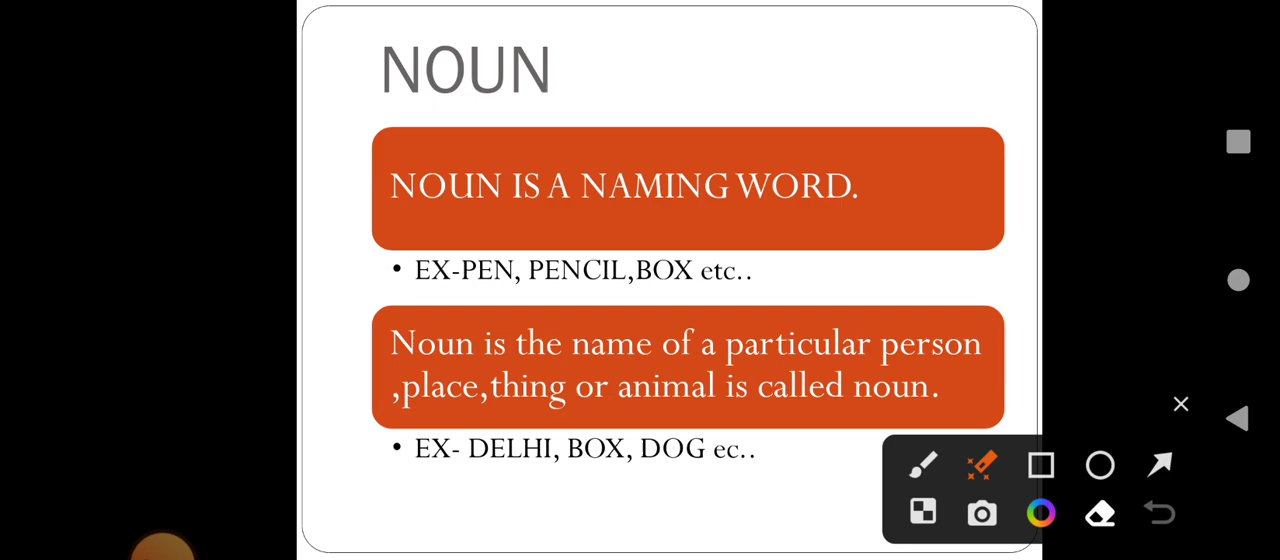 NOUN
NOUN IS A NAMING WORD.
• EX-PEN, PENCIL,BOX etc..
Noun is the name of a particular person
,place,thing or animal is called noun.
• EX- DELHI, BOX, DOG ec..